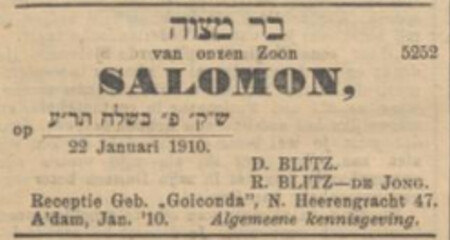 בר מצוה
van onzen Zoon 5252
SALOMON,
op ש״ק׳ פ׳ בשלח תר״ע
22 Januari 1910.
D. BLITZ.
R. BLITZ—DE JONG.
Receptie Geb. „Golconda”, N. Heerengracht 47.
A'dam, Jan. '10. Algemeene kennisgeving.